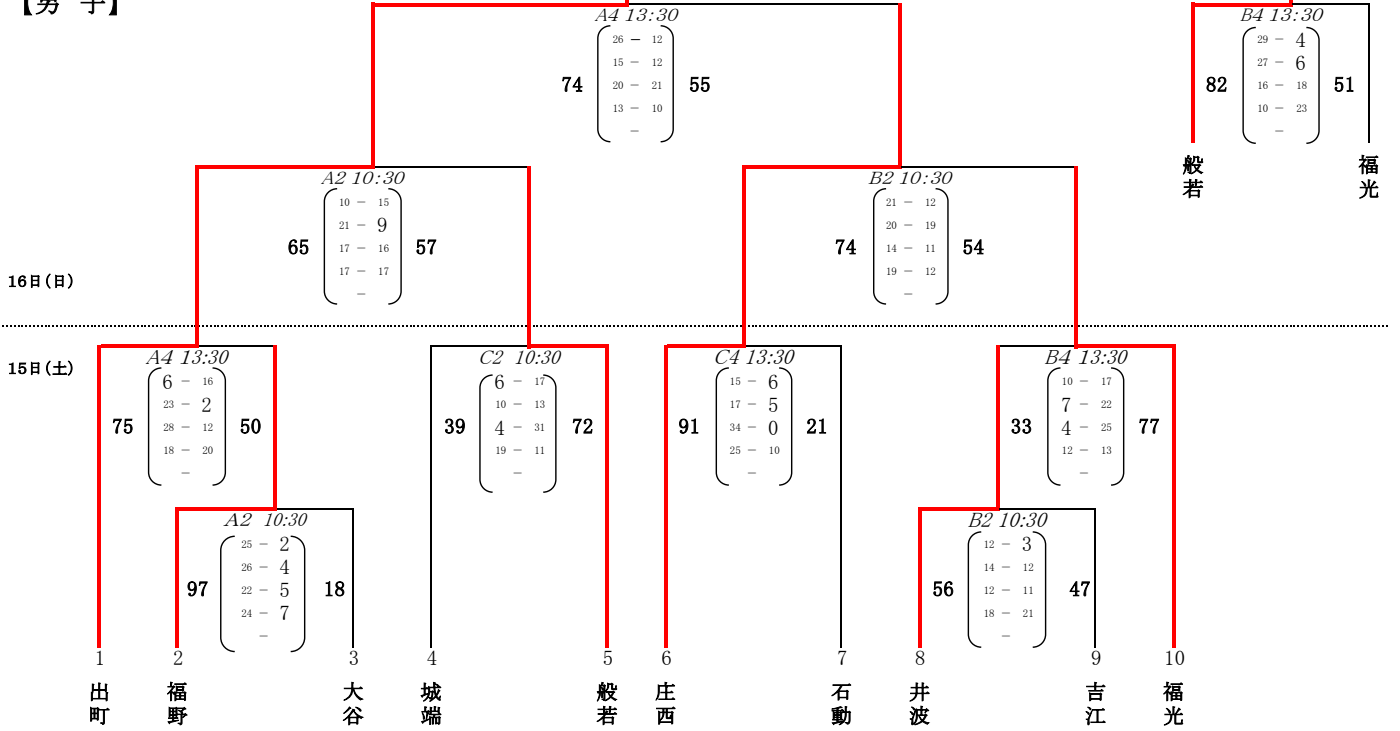 【男 子】
A4 13:30
74
26 － 12
15 － 12
20 － 21
13 － 10
－
55
B4 13:30
82
29 － 4
27 － 6
16 － 18
10 － 23
－
51
般若
福光
A2 10:30
65
10 － 15
21 － 9
17 － 16
17 － 17
－
57
B2 10:30
74
21 － 12
20 － 19
14 － 11
19 － 12
－
54
16日(日)
15日(土)
A4 13:30
75
6 － 16
23 － 2
28 － 12
18 － 20
－
50
C2 10:30
39
6 － 17
10 － 13
4 － 31
19 － 11
－
72
C4 13:30
91
15 － 6
17 － 5
34 － 0
25 － 10
－
21
B4 13:30
33
10 － 17
7 － 22
4 － 25
12 － 13
－
77
A2 10:30
97
25 － 2
26 － 4
22 － 5
24 － 7
－
18
B2 10:30
56
12 － 3
14 － 12
12 － 11
18 － 21
－
47
1 2 3 4 5 6 7 8 9 10
出町
福野
大谷
城端
般若
庄西
石動
井波
吉江
福光